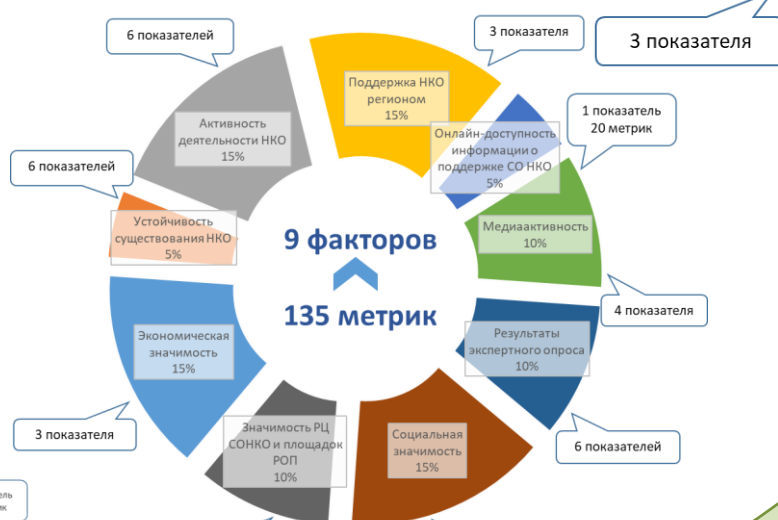 6 показателей
3 показателя
3 показателя
Поддержка НКО
регионом
15%
Активность
деятельности НКО
15%
Онлайн-доступность
информации о
поддержке СО НКО
5%
1 показатель
20 метрик
6 показателей
Устойчивость
существования НКО
5%
Медиаактивность
10%
9 факторов
135 метрик
4 показателя
Экономическая
значимость
15%
Результаты
экспертного опроса
10%
3 показателя
Значимость РЦ
СОНКО и площадок
РОП
10%
Социальная
значимость
15%
6 показателей